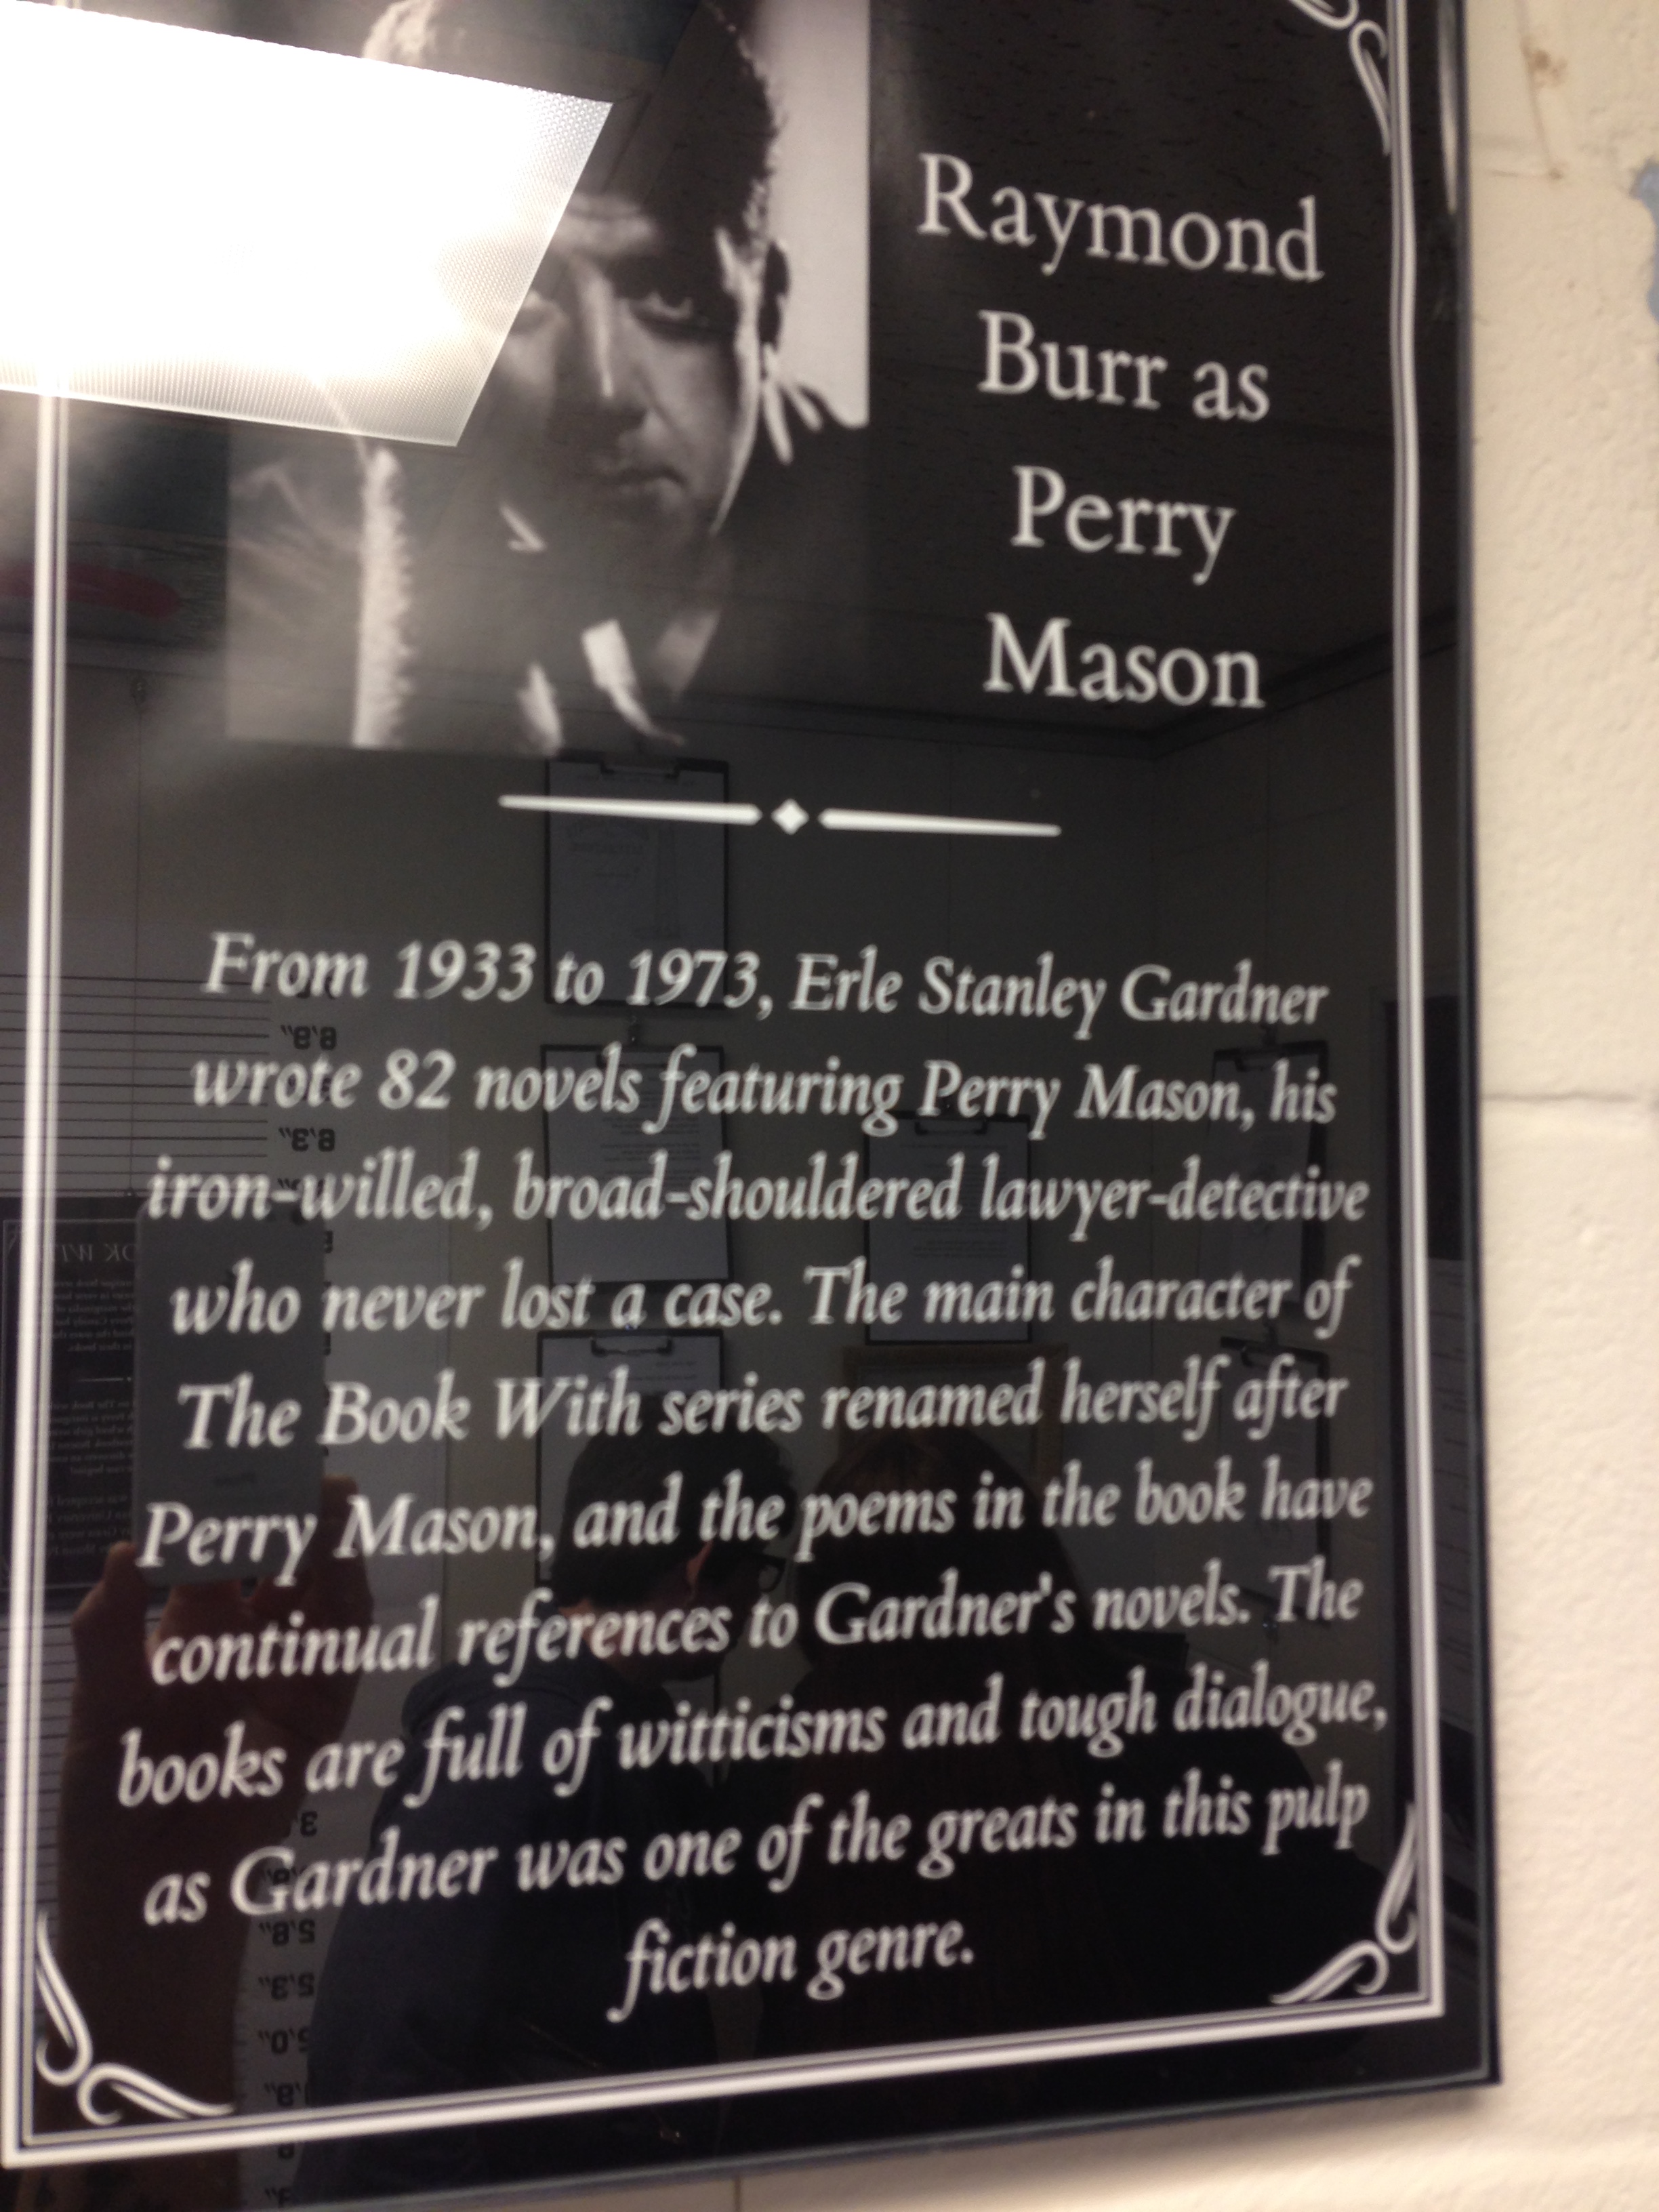 Raymond
Burr as
Perry
Mason
From 1933 to 1973, Erle Stanley Gardner
wrote 82 novels featuring Perry Mason, his
iron-willed, broad-shouldered lawyer-detective
who never lost a case. The main character of
The Book With series renamed herself after
Perry Mason, and the poems in the book have
continual references to Gardner's novels. The
books are full of witticisms and tough dialogue,
as Gardner was one of the greats in this pulp
fiction genre.